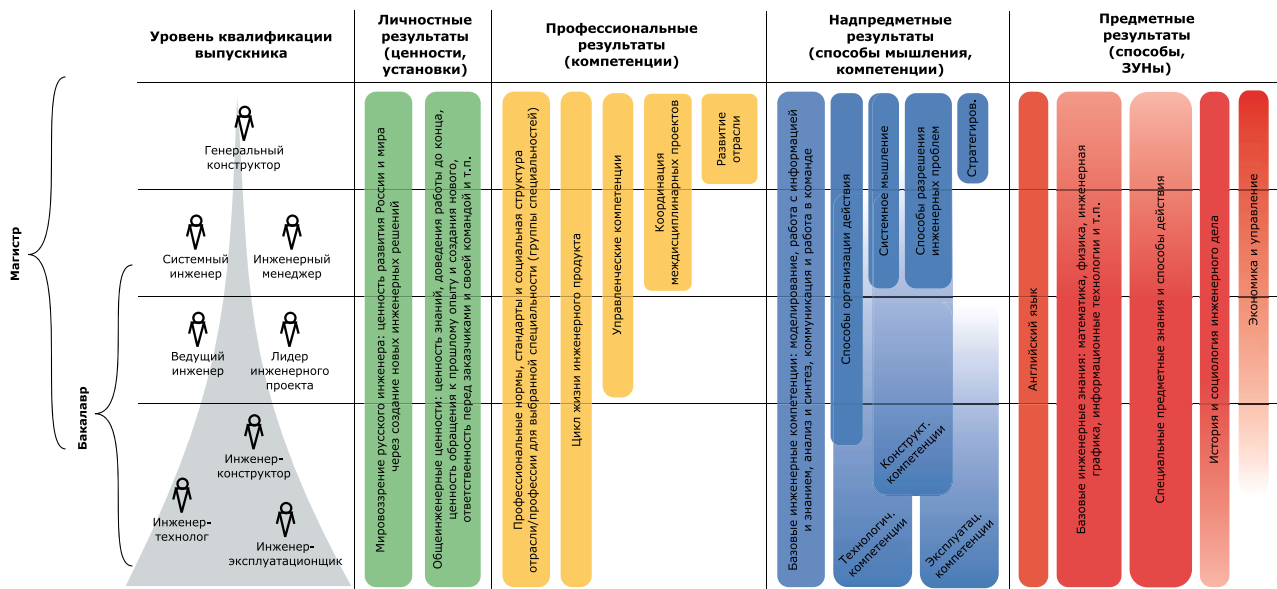 Уровень квалификации
выпускника
Личностные
результаты
(ценности,
установки)
Профессиональные
результаты
(компетенции)
Надпредметные
результаты
(способы мышления,
компетенции)
Предметные
результаты
(способы,
ЗУНы)
Магистр
Бакалавр
Генеральный
конструктор
Системный
инженер
Инженерный
менеджер
Ведущий
инженер
Лидер
инженерного
проекта
Инженер-
конструктор
Инженер-
технолог
Инженер-
эксплуатационщик
Мировоззрение русского инженера: ценность развития России и мира
через создание новых инженерных решений
Общеинженерные ценности: ценность знаний, доведения работы до конца,
ценность обращения к прошлому опыту и создания нового,
ответственность перед заказчиками и своей командой и т.п.
Профессиональные нормы, стандарты и социальная структура
отрасли/профессии для выбранной специальности (группы специальностей)
Цикл жизни инженерного продукта
Управленческие компетенции
Координация
междисциплинарных проектов
Развитие
отрасли
Базовые инженерные компетенции: моделирование, работа с информацией
и знанием, анализ и синтез, коммуникация и работа в команде
Способы организации действия
Системное мышление
Способы разрешения
инженерных проблем
Стратегиров.
Технологич.
компетенции
Конструкт.
компетенции
Эксплуатац.
компетенции
Английский язык
Базовые инженерные знания: математика, физика, инженерная
графика, информационные технологии и т.п.
Специальные предметные знания и способы действия
История и социология инженерного дела
Экономика и управление